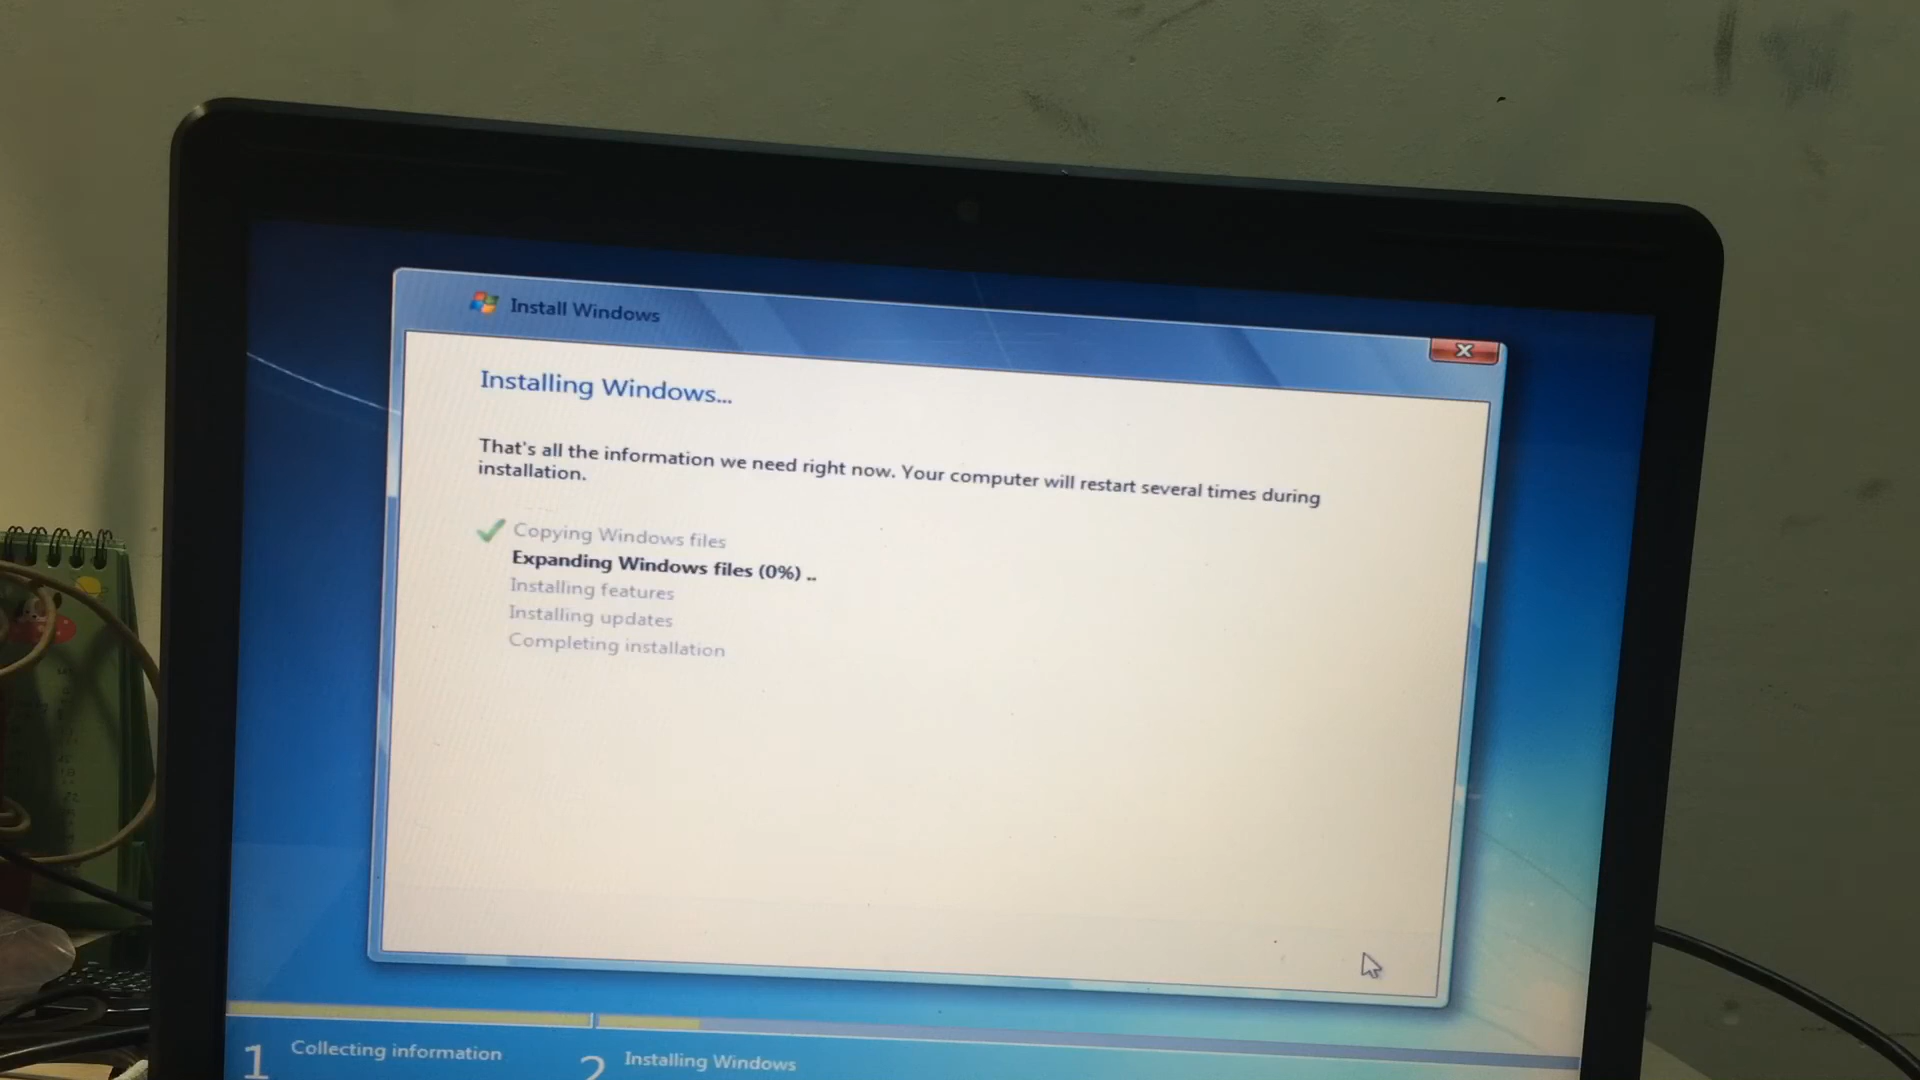 Install Windows
Installing Windows...
That's all the information we need right now. Your computer will restart several times during
installation.
Copying Windows files
Expanding Windows files (0%) ..
Installing features
Installing updates
Completing installation
1 Collecting information
2 Installing Windows